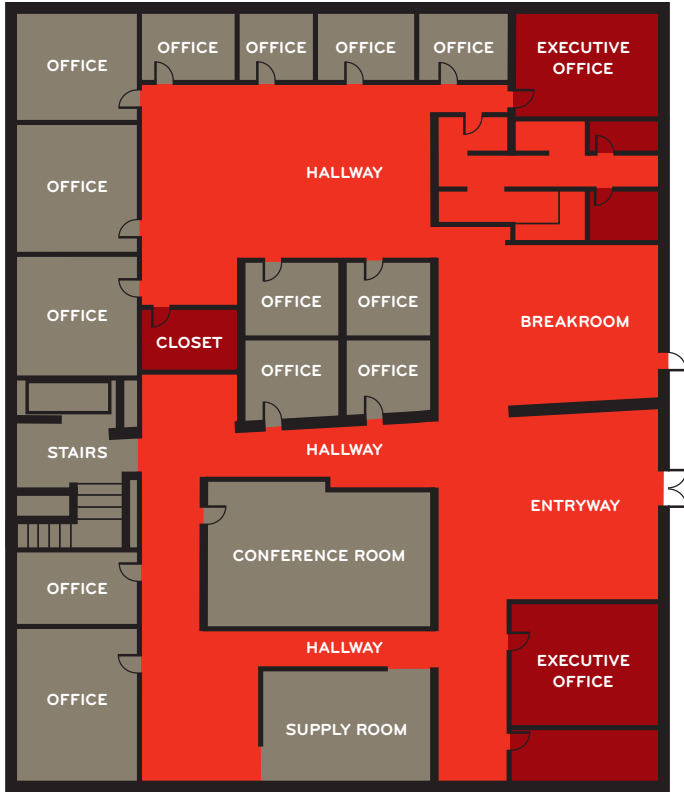 OFFICE
OFFICE
OFFICE
OFFICE
OFFICE
EXECUTIVE
OFFICE
HALLWAY
OFFICE
OFFICE
OFFICE
OFFICE
BREAKROOM
CLOSET
OFFICE
OFFICE
STAIRS
HALLWAY
ENTRYWAY
CONFERENCE ROOM
OFFICE
HALLWAY
EXECUTIVE
OFFICE
OFFICE
SUPPLY ROOM